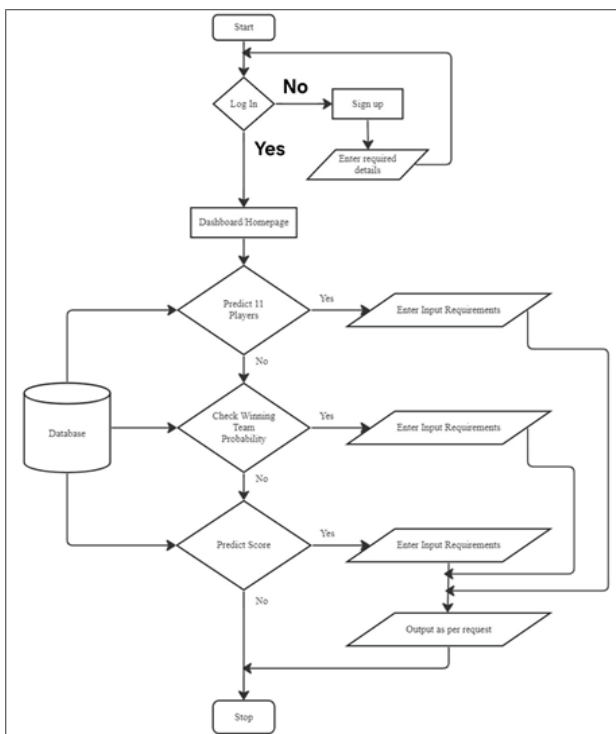 Start
Log In
No
Sign up
Yes
Enter required
details
Dashboard Homepage
Predict 11
Players
Yes
Enter Input Requirements
No
Database
Check Winning
Team
Probability
Yes
Enter Input Requirements
No
Predict Score
Yes
Enter Input Requirements
No
Output as per request
Stop